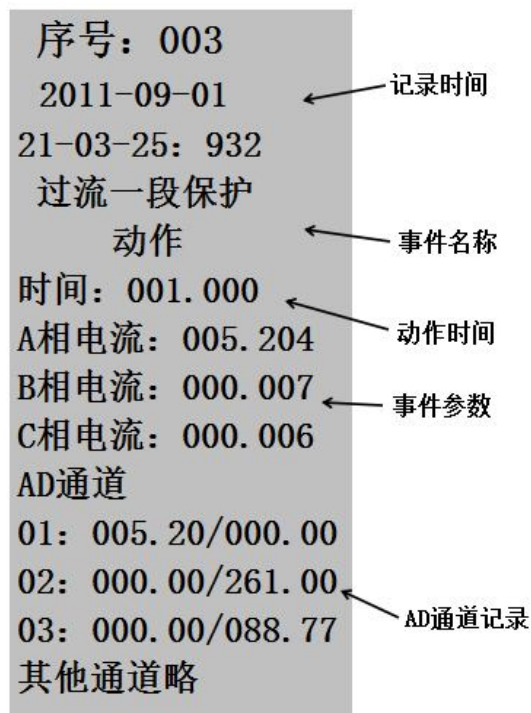 序号：003
2011-09-01
记录时间
21-03-25：932
过流一段保护
动作
事件名称
时间：001.000
动作时间
A相电流：005.204
B相电流：000.007
事件参数
C相电流：000.006
AD通道
01：005.20/000.00
02：000.00/261.00
AD通道记录
03：000.00/088.77
其他通道略